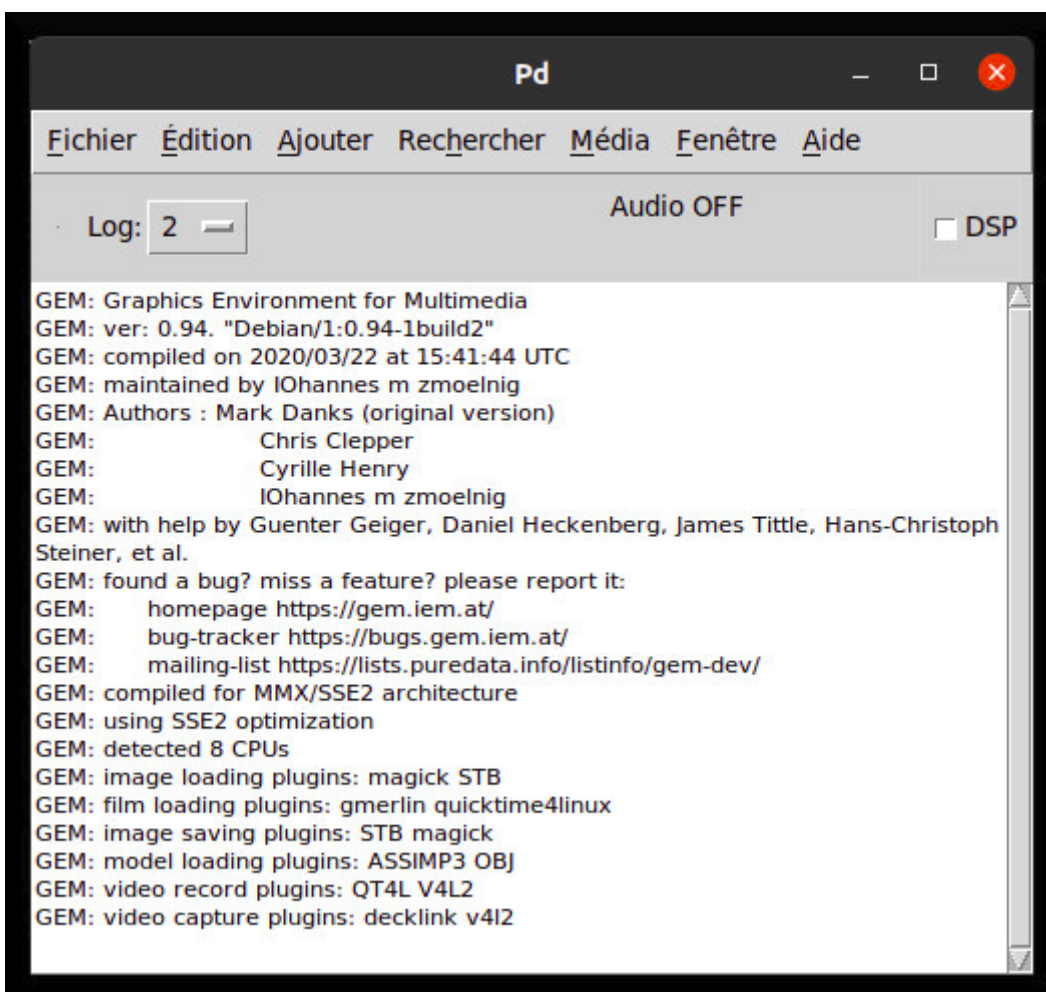 Pd
Fichier Édition Ajouter Rechercher Média Fenêtre Aide
Audio OFF
Log: 2
DSP
GEM: Graphics Environment for Multimedia
GEM: ver: 0.94. "Debian/1:0.94-1build2"
GEM: compiled on 2020/03/22 at 15:41:44 UTC
GEM: maintained by IOhannes m zmoelnig
GEM: Authors : Mark Danks (original version)
GEM: Chris Clepper
GEM: Cyrille Henry
GEM: IOhannes m zmoelnig
GEM: with help by Guenter Geiger, Daniel Heckenberg, James Tittle, Hans-Christoph
Steiner, et al.
GEM: found a bug? miss a feature? please report it:
GEM: homepage https://gem.iem.at/
GEM: bug-tracker https://bugs.gem.iem.at/
GEM: mailing-list https://lists.puredata.info/listinfo/gem-dev/
GEM: compiled for MMX/SSE2 architecture
GEM: using SSE2 optimization
GEM: detected 8 CPUs
GEM: image loading plugins: magick STB
GEM: film loading plugins: gmerlin quicktime4linux
GEM: image saving plugins: STB magick
GEM: model loading plugins: ASSIMP3 OBJ
GEM: video record plugins: QT4L V4L2
GEM: video capture plugins: decklink v4l2